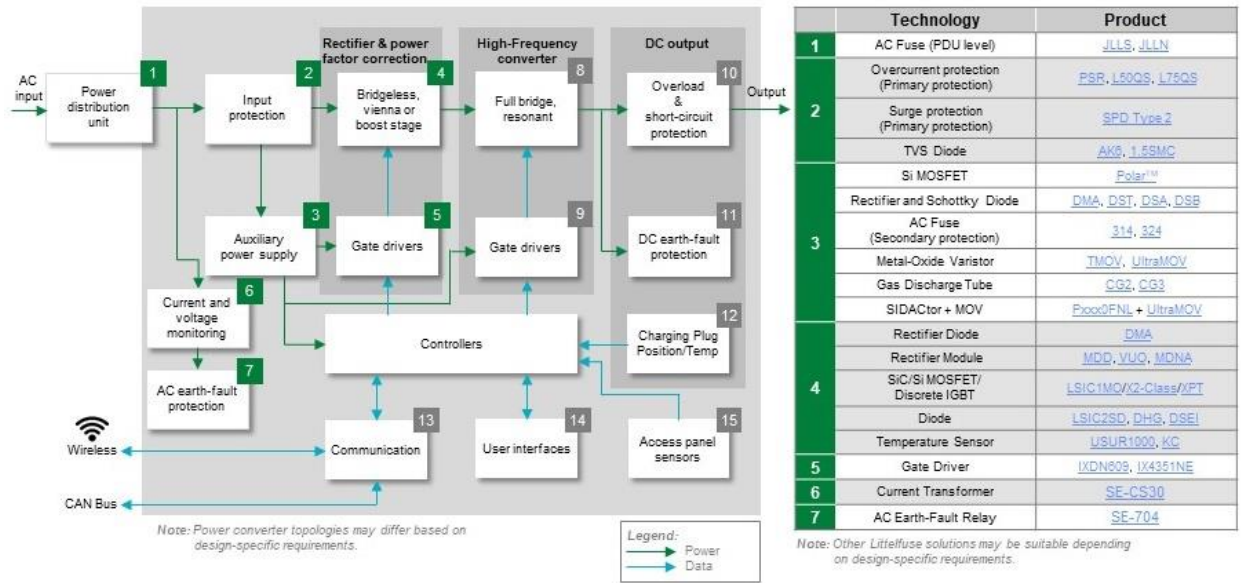 Rectifier & power
factor correction
High-Frequency
converter
DC output
AC
input
1
Power
distribution
unit
2
Input
protection
4
Bridgeless,
vienna or
boost stage
8
Full bridge,
resonant
10
Overload
&
short-circuit
protection
Output
3
Auxiliary
power supply
5
Gate drivers
9
Gate drivers
11
DC earth-fault
protection
6
Current and
voltage
monitoring
Controllers
12
Charging Plug
Position/Temp
7
AC earth-fault
protection
Wireless
13
Communication
14
User interfaces
15
Access panel
sensors
CAN Bus
Note: Power converter topologies may differ based on
design-specific requirements.
Legend:
Power
Data
Technology Product
1 AC Fuse (PDU level) JLLS, JLLN
2
Overcurrent protection
(Primary protection) PSR, L50QS, L75QS
Surge protection
(Primary protection) SPD Type 2
TVS Diode AK6, 1.5SMC
3
Si MOSFET Polar™
Rectifier and Schottky Diode DMA, DST, DSA, DSB
AC Fuse
(Secondary protection) 314, 324
Metal-Oxide Varistor TMOV, UltraMOV
Gas Discharge Tube CG2, CG3
SIDACtor + MOV Pxxx0FNL + UltraMOV
4
Rectifier Diode DMA
Rectifier Module MDD, VUO, MDNA
SiC/Si MOSFET/
Discrete IGBT LSIC1MO/X2-Class/XPT
Diode LSIC2SD, DHG, DSEI
Temperature Sensor USUR1000, KC
5 Gate Driver IXDN609, IX4351NE
6 Current Transformer SE-CS30
7 AC Earth-Fault Relay SE-704
Note: Other Littelfuse solutions may be suitable depending
on design-specific requirements.